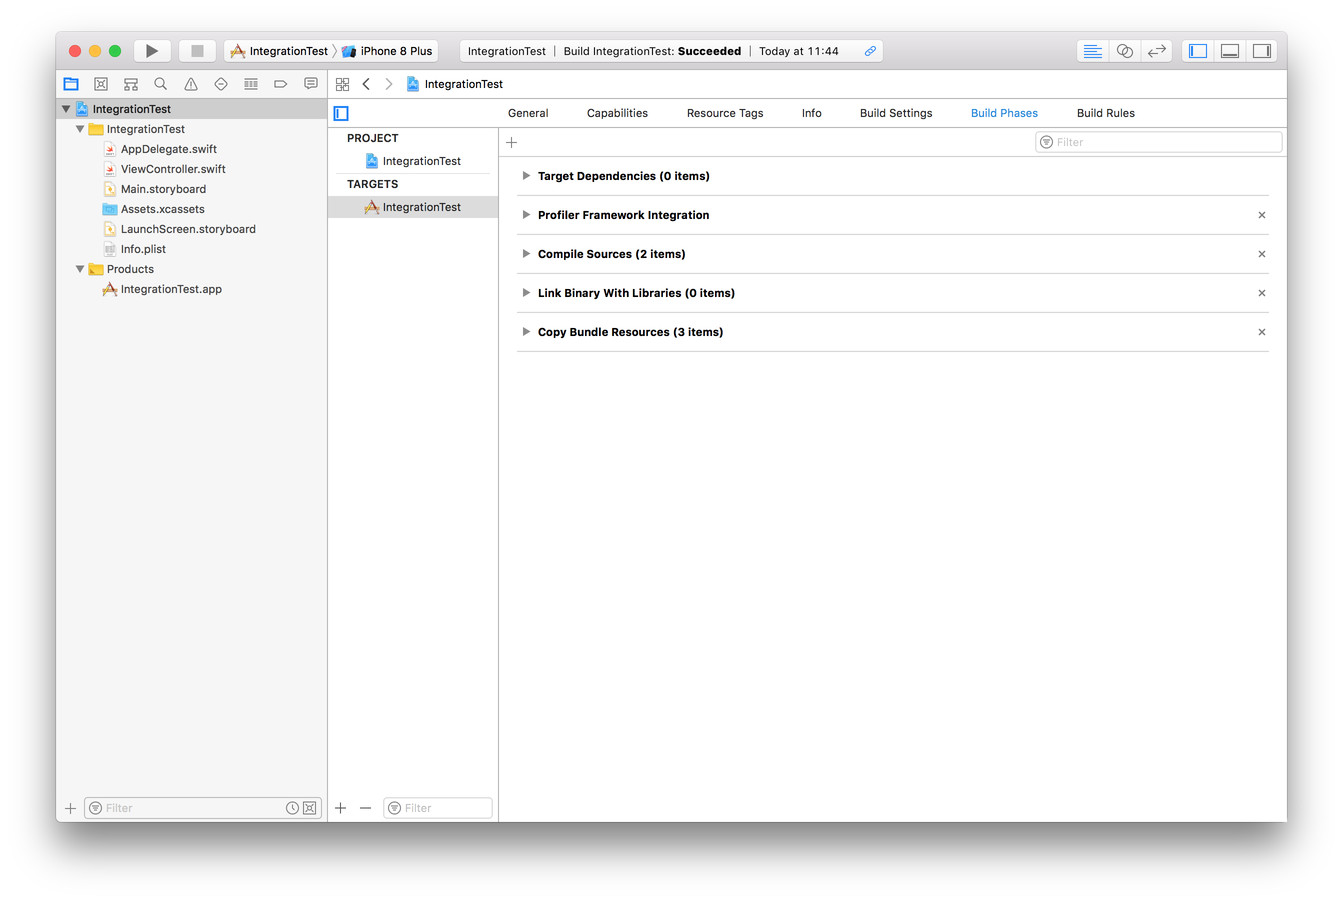 IntegrationTest iPhone 8 Plus
IntegrationTest | Build IntegrationTest: Succeeded | Today at 11:44
IntegrationTest
IntegrationTest
AppDelegate.swift
ViewController.swift
Main.storyboard
Assets.xcassets
LaunchScreen.storyboard
Info.plist
Products
IntegrationTest.app
Filter
IntegrationTest
General Capabilities Resource Tags Info Build Settings Build Phases Build Rules
PROJECT
IntegrationTest
TARGETS
IntegrationTest
Filter
Filter
Target Dependencies (0 items)
Profiler Framework Integration
Compile Sources (2 items)
Link Binary With Libraries (0 items)
Copy Bundle Resources (3 items)